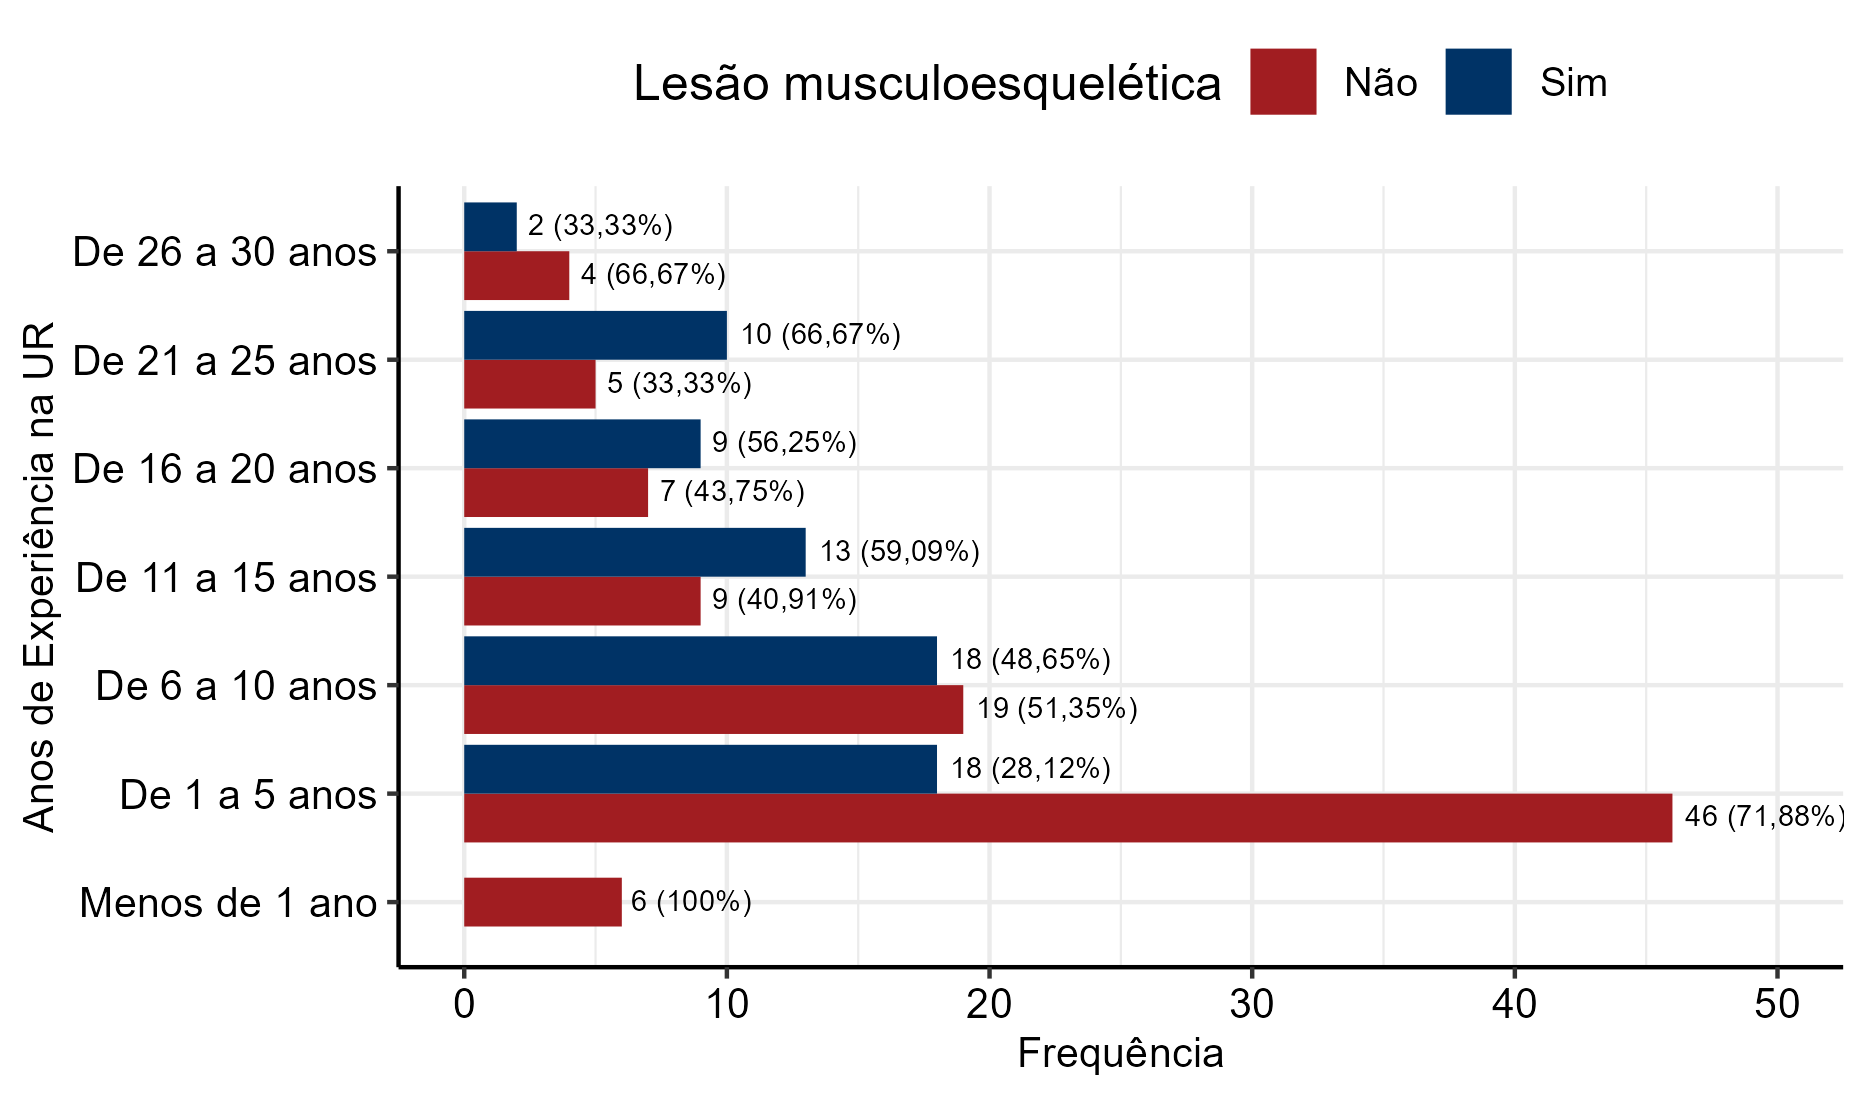 Lesão musculoesquelética Não Sim
Anos de Experiência na UR
De 26 a 30 anos
2 (33,33%)
4 (66,67%)
De 21 a 25 anos
10 (66,67%)
5 (33,33%)
De 16 a 20 anos
9 (56,25%)
7 (43,75%)
De 11 a 15 anos
13 (59,09%)
9 (40,91%)
De 6 a 10 anos
18 (48,65%)
19 (51,35%)
De 1 a 5 anos
18 (28,12%)
46 (71,88%)
Menos de 1 ano
6 (100%)
0 10 20 30 40 50
Frequência